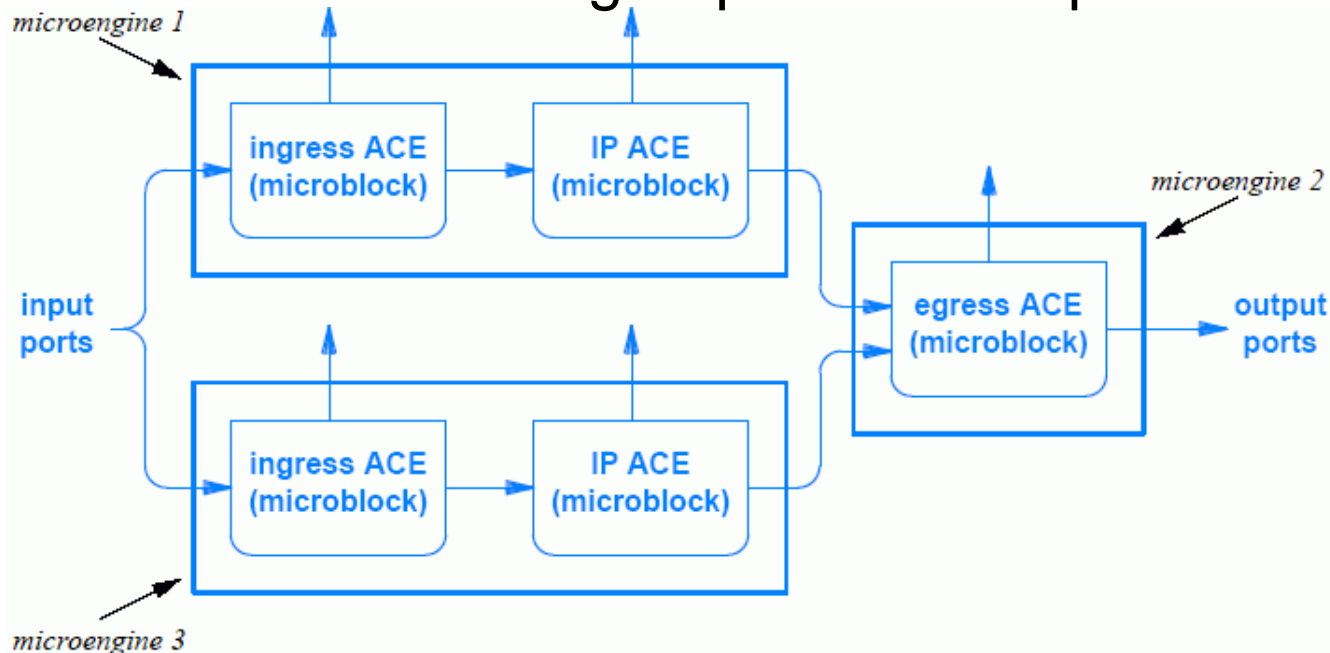 microengine 1
ingress ACE
(microblock)
IP ACE
(microblock)
microengine 2
input
ports
egress ACE
(microblock)
output
ports
ingress ACE
(microblock)
IP ACE
(microblock)
microengine 3